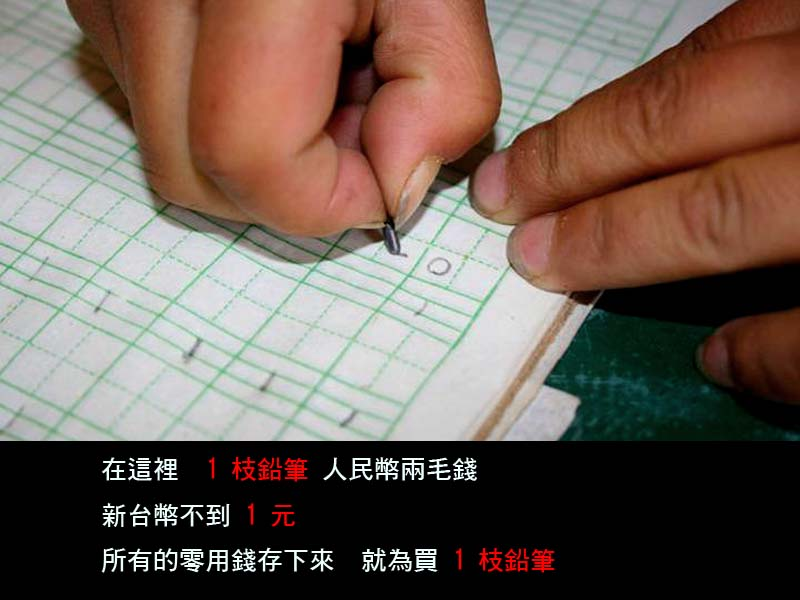 在這裡 1 枝鉛筆 人民幣兩毛錢
新台幣不到 1 元
所有的零用錢存下來 就為買 1 枝鉛筆